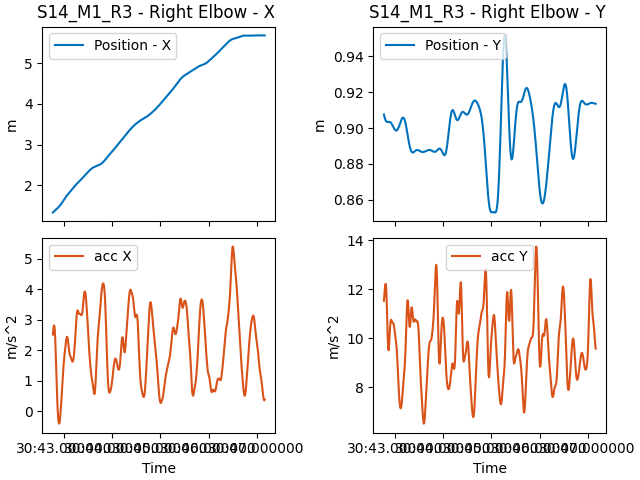 S14_M1_R3 - Right Elbow - X
S14_M1_R3 - Right Elbow - Y
Position - X
m
5
4
3
2
Position - Y
m
0.94
0.92
0.90
0.88
0.86
acc X
m/s^2
5
4
3
2
1
0
Time
acc Y
m/s^2
14
12
10
8
Time